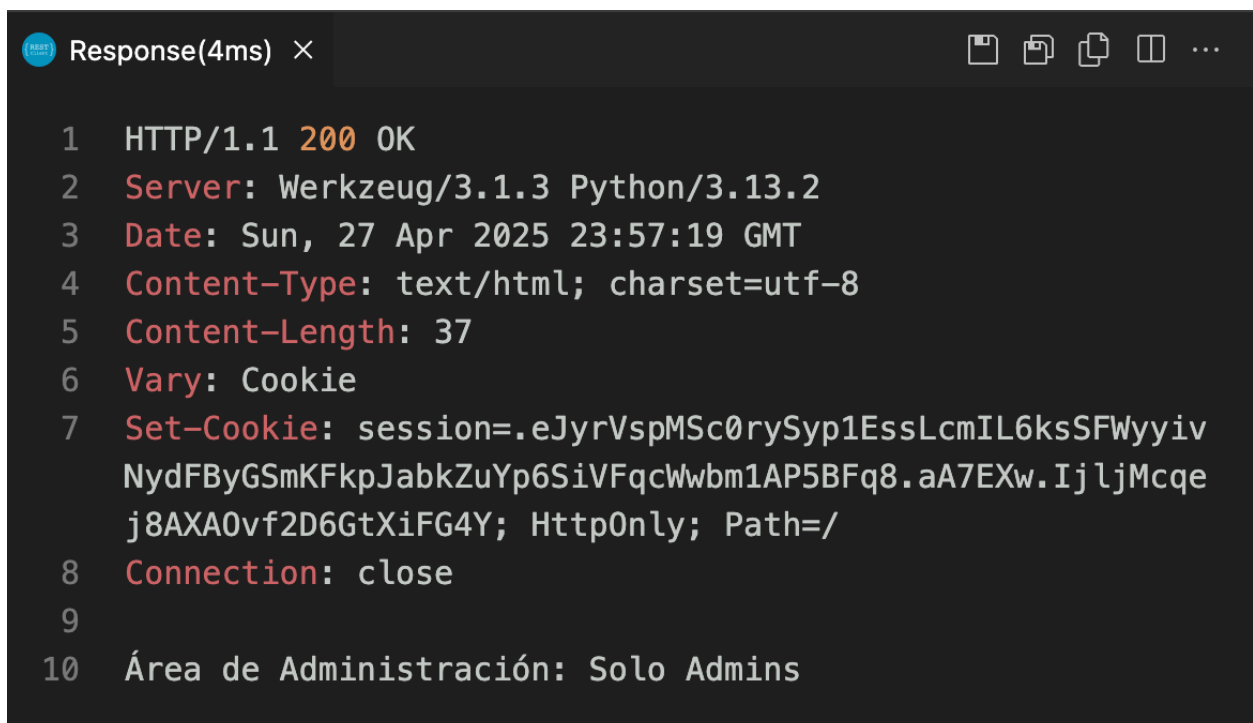 Response(4ms)
1 HTTP/1.1 200 OK
2 Server: Werkzeug/3.1.3 Python/3.13.2
3 Date: Sun, 27 Apr 2025 23:57:19 GMT
4 Content-Type: text/html; charset=utf-8
5 Content-Length: 37
6 Vary: Cookie
7 Set-Cookie: session=.eJyrVspMSc0rySyp1EssLcmIL6ksSFWyyiv
NydFByGSmKFkpJabkZuYp6SiVFqcWwbm1AP5BFq8.aA7EXw.IjljMcqe
j8AXAOvf2D6GtXiFG4Y; HttpOnly; Path=/
8 Connection: close
9
10 Área de Administración: Solo Admins